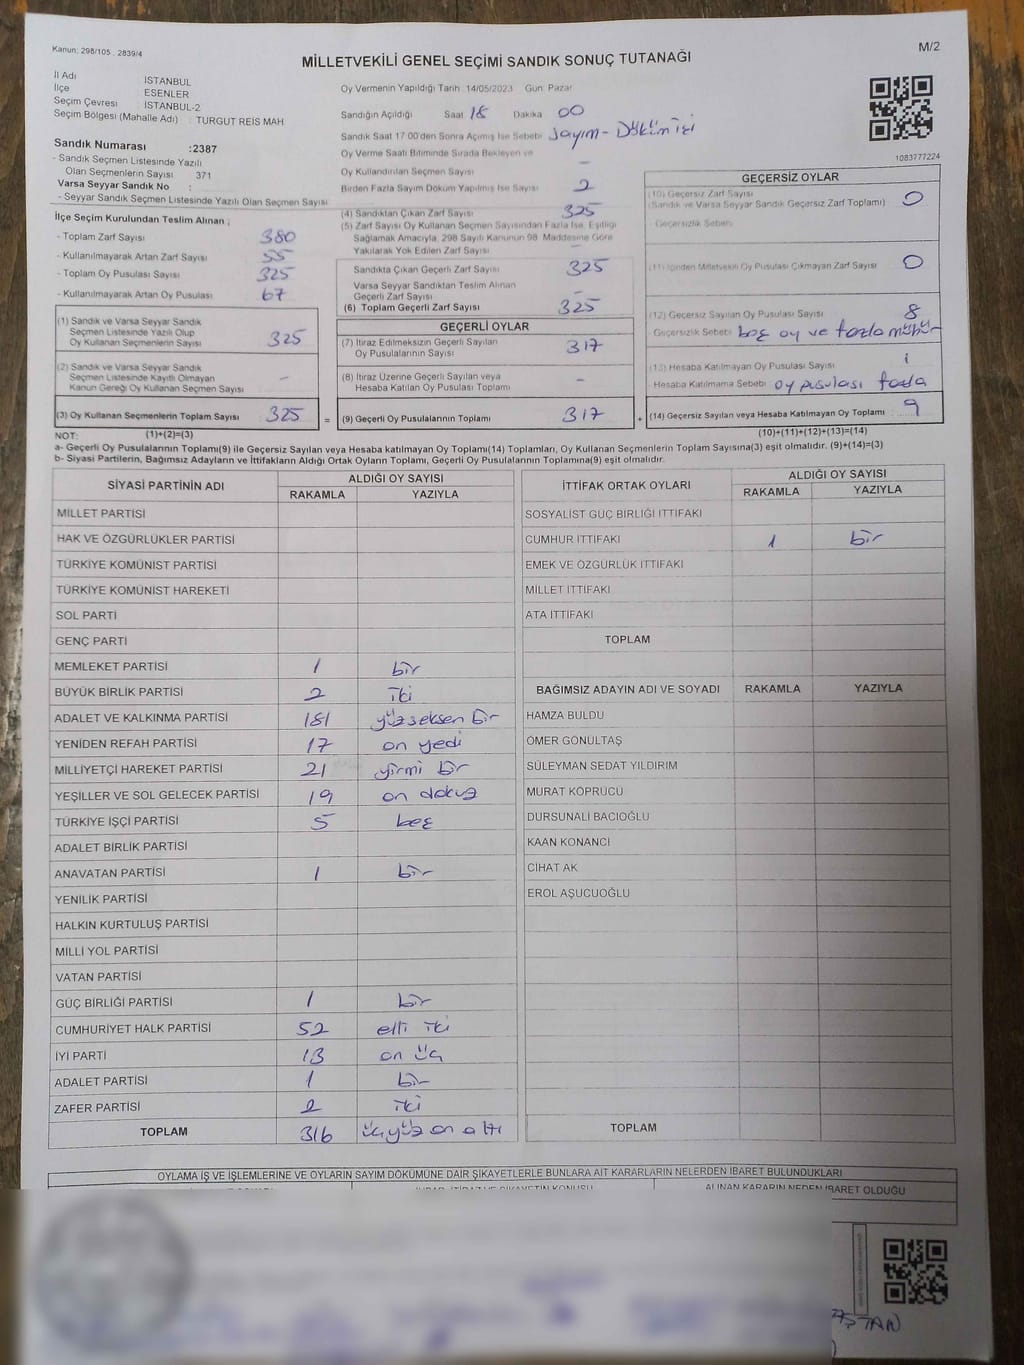 Kanun: 298/105 , 2839/4
M/2
MİLLETVEKİLİ GENEL SEÇİMİ SANDIK SONUÇ TUTANAĞI
İl Adı İSTANBUL
İlçe ESENLER
Seçim Çevresi İSTANBUL-2
Seçim Bölgesi (Mahalle Adı) : TURGUT REİS MAH
Sandık Numarası :2387
- Sandık Seçmen Listesinde Yazılı
Olan Seçmenlerin Sayısı 371
Varsa Seyyar Sandık No :
- Seyyar Sandık Seçmen Listesinde Yazılı Olan Seçmen Sayısı
Oy Vermenin Yapıldığı Tarih 14/05/2023 Gün: Pazar
Sandığın Açıldığı Saat 18 Dakika 00
Sandık Saat 17:00'den Sonra Açılmış İse Sebebi Sayım-Döküm işi
Oy Verme Saati Bitiminde Sırada Bekleyen ve
Oy Kullandırılan Seçmen Sayısı -
Birden Fazla Sayım Döküm Yapılmış İse Sayısı 2
1083777224
İlçe Seçim Kurulundan Teslim Alınan ;
- Toplam Zarf Sayısı 380
- Kullanılmayarak Artan Zarf Sayısı 55
- Toplam Oy Pusulası Sayısı 325
- Kullanılmayarak Artan Oy Pusulası 67
(1) Sandık ve Varsa Seyyar Sandık
Seçmen Listesinde Yazılı Olup
Oy Kullanan Seçmenlerin Sayısı 325
(2) Sandık ve Varsa Seyyar Sandık
Seçmen Listesinde Kayıtlı Olmayan
Kanun Gereği Oy Kullanan Seçmen Sayısı -
(3) Oy Kullanan Seçmenlerin Toplam Sayısı 325 =
(4) Sandıktan Çıkan Zarf Sayısı 325
(5) Zarf Sayısı Oy Kullanan Seçmen Sayısından Fazla İse, Eşitliği
Sağlamak Amacıyla, 298 Sayılı Kanunun 98. Maddesine Göre
Yakılarak Yok Edilen Zarf Sayısı -
Sandıkta Çıkan Geçerli Zarf Sayısı 325
Varsa Seyyar Sandıktan Teslim Alınan
Geçerli Zarf Sayısı -
(6) Toplam Geçerli Zarf Sayısı 325
GEÇERLİ OYLAR
(7) İtiraz Edilmeksizin Geçerli Sayılan
Oy Pusulalarının Sayısı 317
(8) İtiraz Üzerine Geçerli Sayılan veya
Hesaba Katılan Oy Pusulası Toplamı -
(9) Geçerli Oy Pusulalarının Toplamı 317 +
GEÇERSİZ OYLAR
(10) Geçersiz Zarf Sayısı
(Sandık ve Varsa Seyyar Sandık Geçersiz Zarf Toplamı) 0
Geçersizlik Sebebi
(11) İçinden Milletvekili Oy Pusulası Çıkmayan Zarf Sayısı 0
(12) Geçersiz Sayılan Oy Pusulası Sayısı 8
Geçersizlik Sebebi boş oy ve fazla mühür
(13) Hesaba Katılmayan Oy Pusulası Sayısı 1
Hesaba Katılmama Sebebi oy pusulası fazla
(14) Geçersiz Sayılan veya Hesaba Katılmayan Oy Toplamı 9
NOT: (1)+(2)=(3)
(10)+(11)+(12)+(13)=(14)
a- Geçerli Oy Pusulalarının Toplamı(9) ile Geçersiz Sayılan veya Hesaba katılmayan Oy Toplamı(14) Toplamları, Oy Kullanan Seçmenlerin Toplam Sayısına(3) eşit olmalıdır. (9)+(14)=(3)
b- Siyasi Partilerin, Bağımsız Adayların ve İttifakların Aldığı Ortak Oyların Toplamı, Geçerli Oy Pusulalarının Toplamına(9) eşit olmalıdır.
SİYASİ PARTİNİN ADI ALDIĞI OY SAYISI
RAKAMLA YAZIYLA
MİLLET PARTİSİ
HAK VE ÖZGÜRLÜKLER PARTİSİ
TÜRKİYE KOMÜNİST PARTİSİ
TÜRKİYE KOMÜNİST HAREKETİ
SOL PARTİ
GENÇ PARTİ
MEMLEKET PARTİSİ 1 bir
BÜYÜK BİRLİK PARTİSİ 2 iki
ADALET VE KALKINMA PARTİSİ 181 yüzseksen bir
YENİDEN REFAH PARTİSİ 17 on yedi
MİLLİYETÇİ HAREKET PARTİSİ 21 yirmi bir
YEŞİLLER VE SOL GELECEK PARTİSİ 19 on dokuz
TÜRKİYE İŞÇİ PARTİSİ 5 beş
ADALET BİRLİK PARTİSİ
ANAVATAN PARTİSİ 1 bir
YENİLİK PARTİSİ
HALKIN KURTULUŞ PARTİSİ
MİLLİ YOL PARTİSİ
VATAN PARTİSİ
GÜÇ BİRLİĞİ PARTİSİ 1 bir
CUMHURİYET HALK PARTİSİ 52 elli iki
İYİ PARTİ 13 on üç
ADALET PARTİSİ 1 bir
ZAFER PARTİSİ 2 iki
TOPLAM 316 üçyüz on altı
İTTİFAK ORTAK OYLARI ALDIĞI OY SAYISI
RAKAMLA YAZIYLA
SOSYALİST GÜÇ BİRLİĞİ İTTİFAKI
CUMHUR İTTİFAKI 1 bir
EMEK VE ÖZGÜRLÜK İTTİFAKI
MİLLET İTTİFAKI
ATA İTTİFAKI
TOPLAM
BAĞIMSIZ ADAYIN ADI VE SOYADI RAKAMLA YAZIYLA
HAMZA BULDU
ÖMER GÖNÜLTAŞ
SÜLEYMAN SEDAT YILDIRIM
MURAT KÖPRÜCÜ
DURSUNALİ BACIOĞLU
KAAN KONANCI
CİHAT AK
EROL AŞUCUOĞLU
TOPLAM
OYLAMA İŞ VE İŞLEMLERİNE VE OYLARIN SAYIM DÖKÜMÜNE DAİR ŞİKAYETLERLE BUNLARA AİT KARARLARIN NELERDEN İBARET BULUNDUKLARI
ALINAN KARARIN NEDEN İBARET OLDUĞU